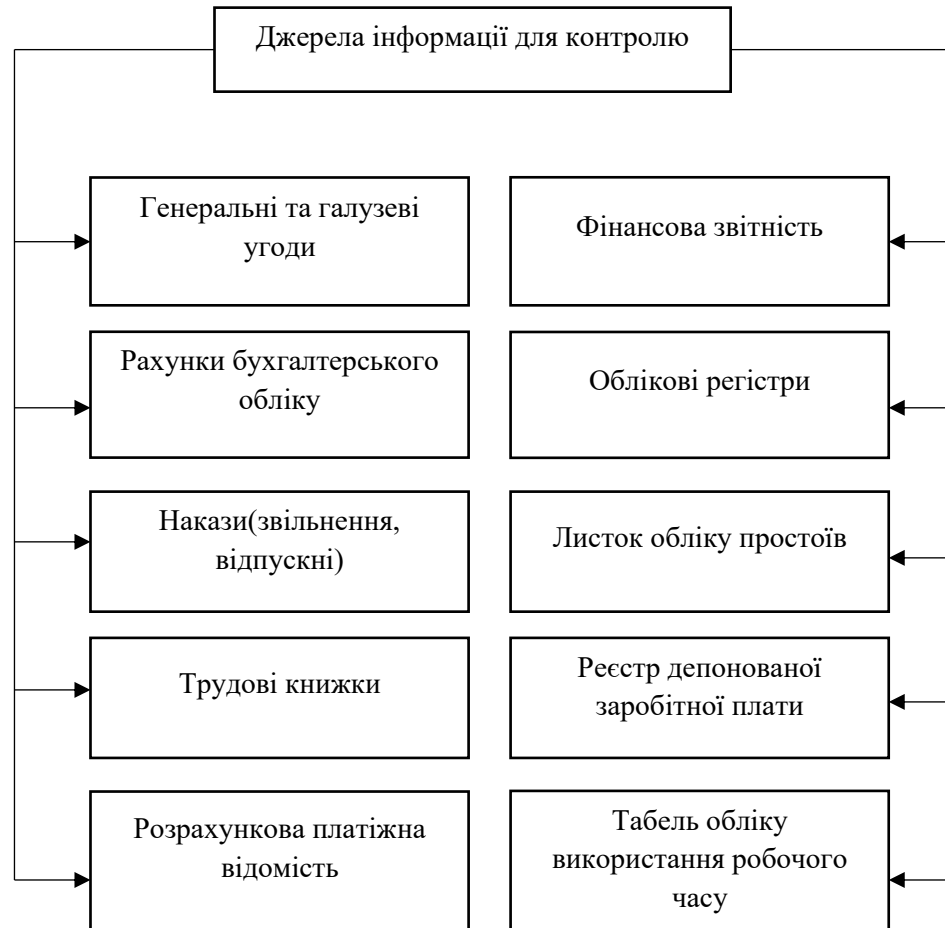 Джерела інформації для контролю
Генеральні та галузеві
угоди
Фінансова звітність
Рахунки бухгалтерського
обліку
Облікові регістри
Накази(звільнення,
відпускні)
Листок обліку простоїв
Трудові книжки
Реєстр депонованої
заробітної плати
Розрахункова платіжна
відомість
Табель обліку
використання робочого
часу